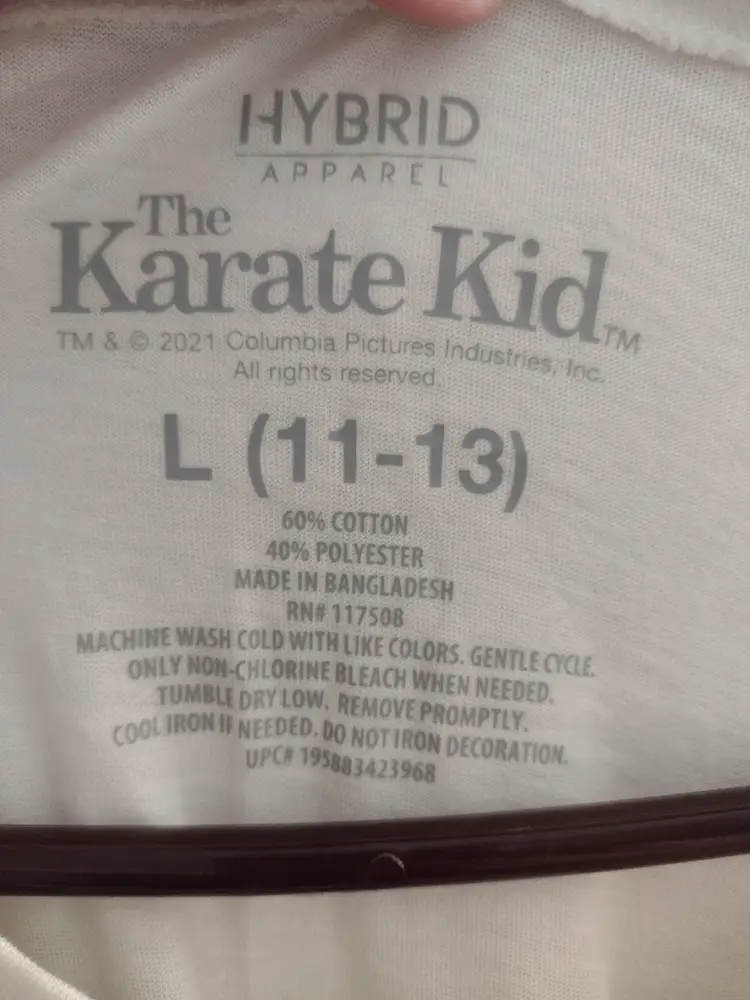 HYBRID
APPAREL
The
Karate Kid™
TM & © 2021 Columbia Pictures Industries, Inc.
All rights reserved.
L (11-13)
60% COTTON
40% POLYESTER
MADE IN BANGLADESH
RN# 117508
MACHINE WASH COLD WITH LIKE COLORS. GENTLE CYCLE.
ONLY NON-CHLORINE BLEACH WHEN NEEDED.
TUMBLE DRY LOW. REMOVE PROMPTLY.
COOL IRON IF NEEDED. DO NOT IRON DECORATION.
UPC# 195883423968